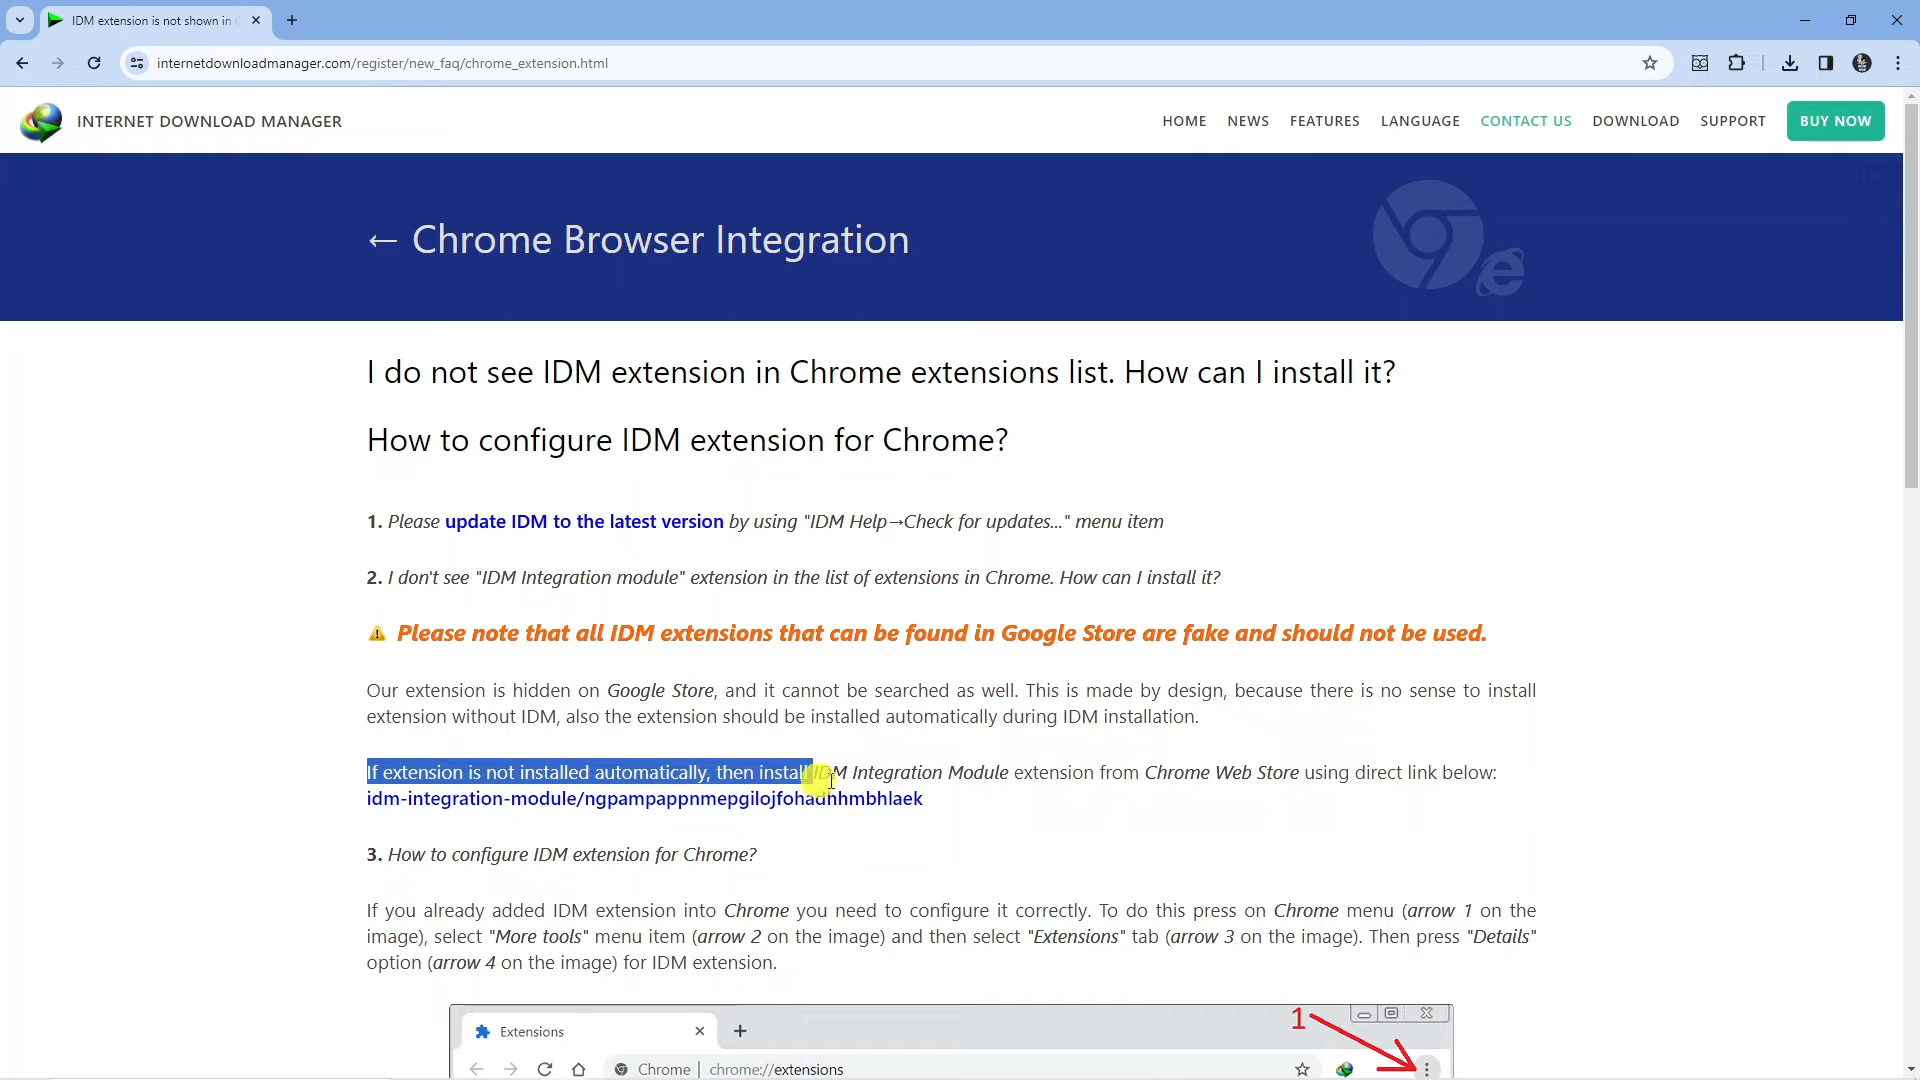 IDM extension is not shown in
internetdownloadmanager.com/register/new_faq/chrome_extension.html
INTERNET DOWNLOAD MANAGER
HOME NEWS FEATURES LANGUAGE CONTACT US DOWNLOAD SUPPORT BUY NOW
← Chrome Browser Integration
I do not see IDM extension in Chrome extensions list. How can I install it?
How to configure IDM extension for Chrome?
1. Please update IDM to the latest version by using "IDM Help→Check for updates..." menu item
2. I don't see "IDM Integration module" extension in the list of extensions in Chrome. How can I install it?
Please note that all IDM extensions that can be found in Google Store are fake and should not be used.
Our extension is hidden on Google Store, and it cannot be searched as well. This is made by design, because there is no sense to install
extension without IDM, also the extension should be installed automatically during IDM installation.
If extension is not installed automatically, then install IDM Integration Module extension from Chrome Web Store using direct link below:
idm-integration-module/ngpampappnmepgilojfohadhhmbhlaek
3. How to configure IDM extension for Chrome?
If you already added IDM extension into Chrome you need to configure it correctly. To do this press on Chrome menu (arrow 1 on the
image), select "More tools" menu item (arrow 2 on the image) and then select "Extensions" tab (arrow 3 on the image). Then press "Details"
option (arrow 4 on the image) for IDM extension.
Extensions
1
Chrome | chrome://extensions